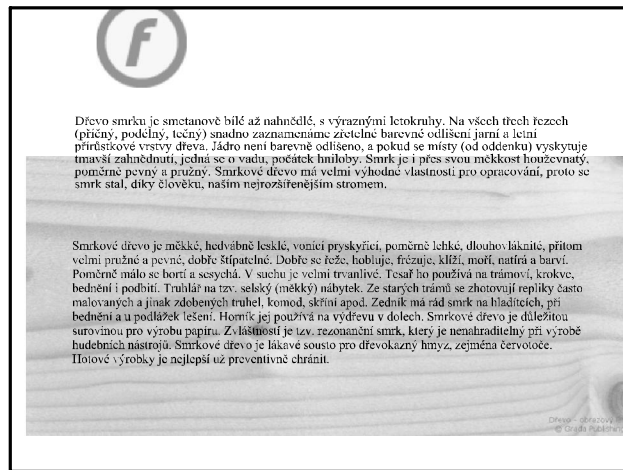 f
Dřevo smrku je smetanově bílé až nahnědlé, s výraznými letokruhy. Na všech třech řezech
(příčný, podélný, tečný) snadno zaznamenáme zřetelné barevné odlišení jarní a letní
přírůstkové vrstvy dřeva. Jádro není barevně odlišeno, a pokud se místy (od oddenku) vyskytuje
tmavší zahnědnutí, jedná se o vadu, počátek hniloby. Smrk je i přes svou měkkost houževnatý,
poměrně pevný a pružný. Smrkové dřevo má velmi výhodné vlastnosti pro opracování, proto se
smrk stal, díky člověku, naším nejrozšířenějším stromem.
Smrkové dřevo je měkké, hedvábně lesklé, vonící pryskyřicí, poměrně lehké, dlouhovláknité, přitom
velmi pružné a pevné, dobře štípatelné. Dobře se řeže, hobluje, frézuje, klíží, moří, natírá a barví.
Poměrně málo se bortí a sesychá. V suchu je velmi trvanlivé. Tesař ho používá na trámoví, krokve,
bednění i podbití. Truhlář na tzv. selský (měkký) nábytek. Ze starých trámů se zhotovují repliky často
malovaných a jinak zdobených truhel, komod, skříní apod. Zedník má rád smrk na hladítcích, při
bednění a u podlážek lešení. Horník jej používá na výdřevu v dolech. Smrkové dřevo je důležitou
surovinou pro výrobu papíru. Zvláštností je tzv. rezonanční smrk, který je nenahraditelný při výrobě
hudebních nástrojů. Smrkové dřevo je lákavé sousto pro dřevokazný hmyz, zejména červotoče.
Hotové výrobky je nejlepší už preventivně chránit.
Dřevo - obrazový
© Grada Publishing